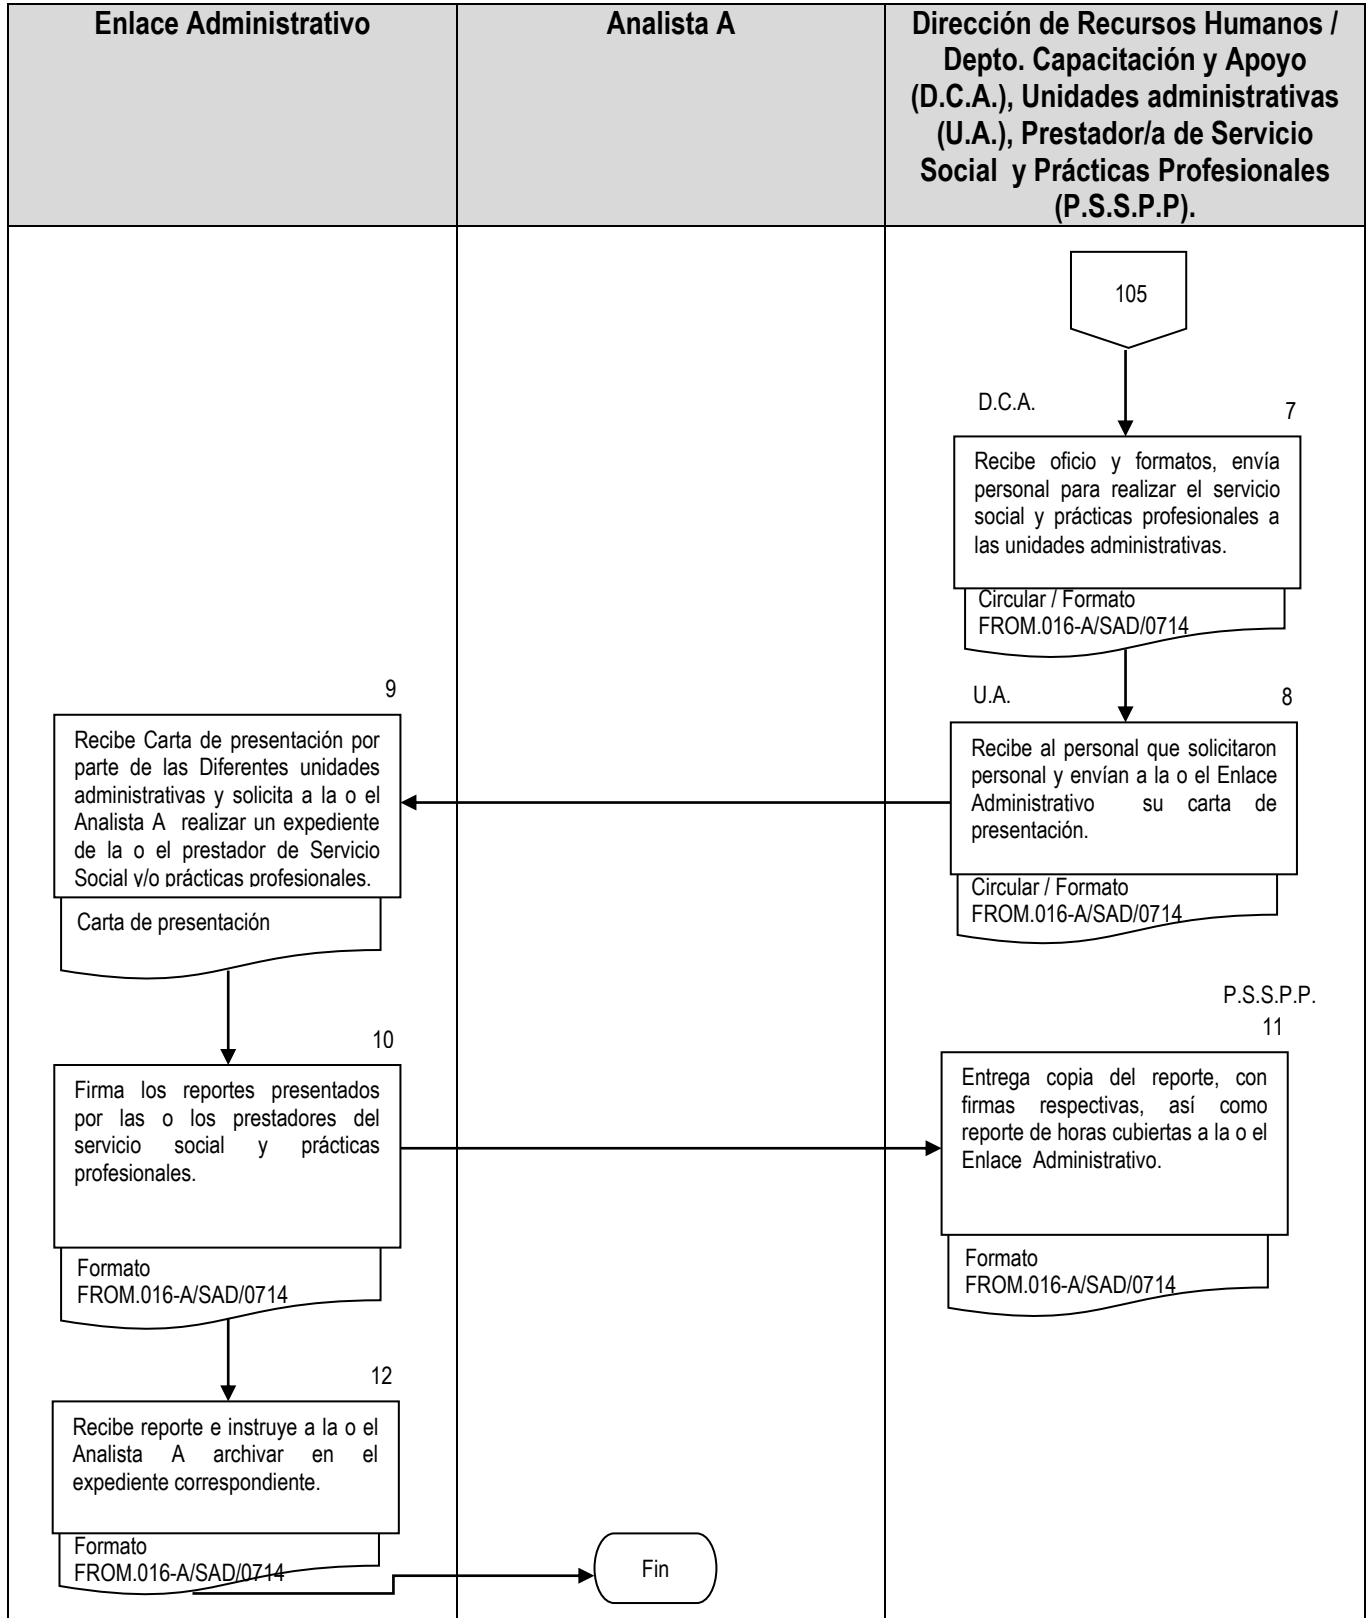 Enlace Administrativo
Analista A
Dirección de Recursos Humanos /
Depto. Capacitación y Apoyo
(D.C.A.), Unidades administrativas
(U.A.), Prestador/a de Servicio
Social y Prácticas Profesionales
(P.S.S.P.P).
105
D.C.A.
7
Recibe oficio y formatos, envía
personal para realizar el servicio
social y prácticas profesionales a
las unidades administrativas.
Circular / Formato
FROM.016-A/SAD/0714
U.A.
8
Recibe al personal que solicitaron
personal y envían a la o el Enlace
Administrativo su carta de
presentación.
Circular / Formato
FROM.016-A/SAD/0714
9
Recibe Carta de presentación por
parte de las Diferentes unidades
administrativas y solicita a la o el
Analista A realizar un expediente
de la o el prestador de Servicio
Social y/o prácticas profesionales.
Carta de presentación
10
Firma los reportes presentados
por las o los prestadores del
servicio social y prácticas
profesionales.
Formato
FROM.016-A/SAD/0714
P.S.S.P.P.
11
Entrega copia del reporte, con
firmas respectivas, así como
reporte de horas cubiertas a la o el
Enlace Administrativo.
Formato
FROM.016-A/SAD/0714
12
Recibe reporte e instruye a la o el
Analista A archivar en el
expediente correspondiente.
Formato
FROM.016-A/SAD/0714
Fin